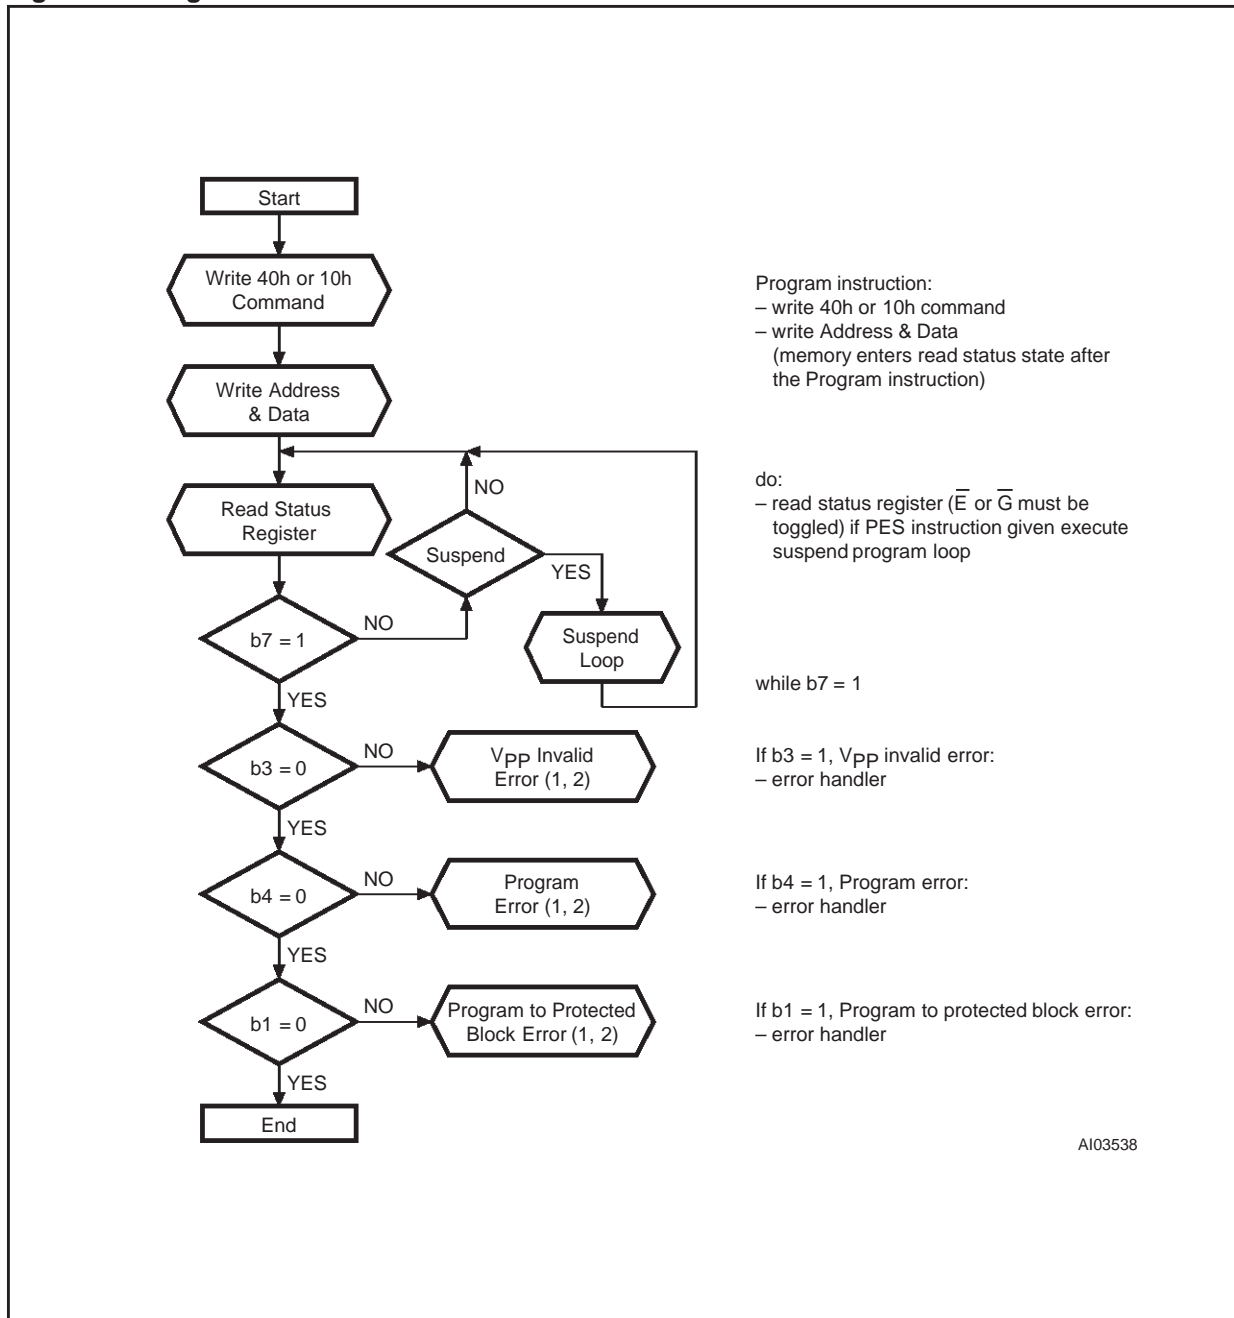 Start
Write 40h or 10h
Command
Program instruction:
– write 40h or 10h command
– write Address & Data
(memory enters read status state after
the Program instruction)
Write Address
& Data
NO
do:
– read status register (E̅ or G̅ must be
toggled) if PES instruction given execute
suspend program loop
Read Status
Register
Suspend
YES
b7 = 1
NO
Suspend
Loop
while b7 = 1
YES
b3 = 0
NO
VPP Invalid
Error (1, 2)
If b3 = 1, VPP invalid error:
– error handler
YES
b4 = 0
NO
Program
Error (1, 2)
If b4 = 1, Program error:
– error handler
YES
b1 = 0
NO
Program to Protected
Block Error (1, 2)
If b1 = 1, Program to protected block error:
– error handler
YES
End
AI03538